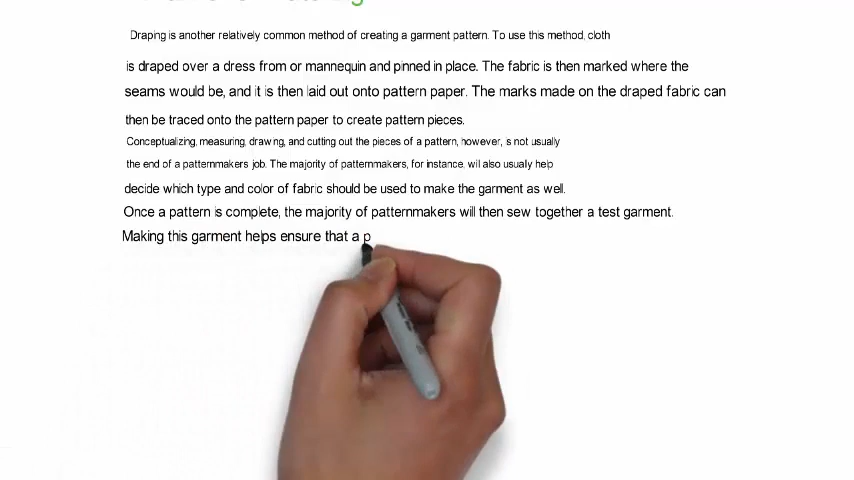 Draping is another relatively common method of creating a garment pattern. To use this method, cloth
is draped over a dress from or mannequin and pinned in place. The fabric is then marked where the
seams would be, and it is then laid out onto pattern paper. The marks made on the draped fabric can
then be traced onto the pattern paper to create pattern pieces.
Conceptualizing, measuring, drawing, and cutting out the pieces of a pattern, however, is not usually
the end of a patternmakers job. The majority of patternmakers, for instance, will also usually help
decide which type and color of fabric should be used to make the garment as well.
Once a pattern is complete, the majority of patternmakers will then sew together a test garment.
Making this garment helps ensure that a p